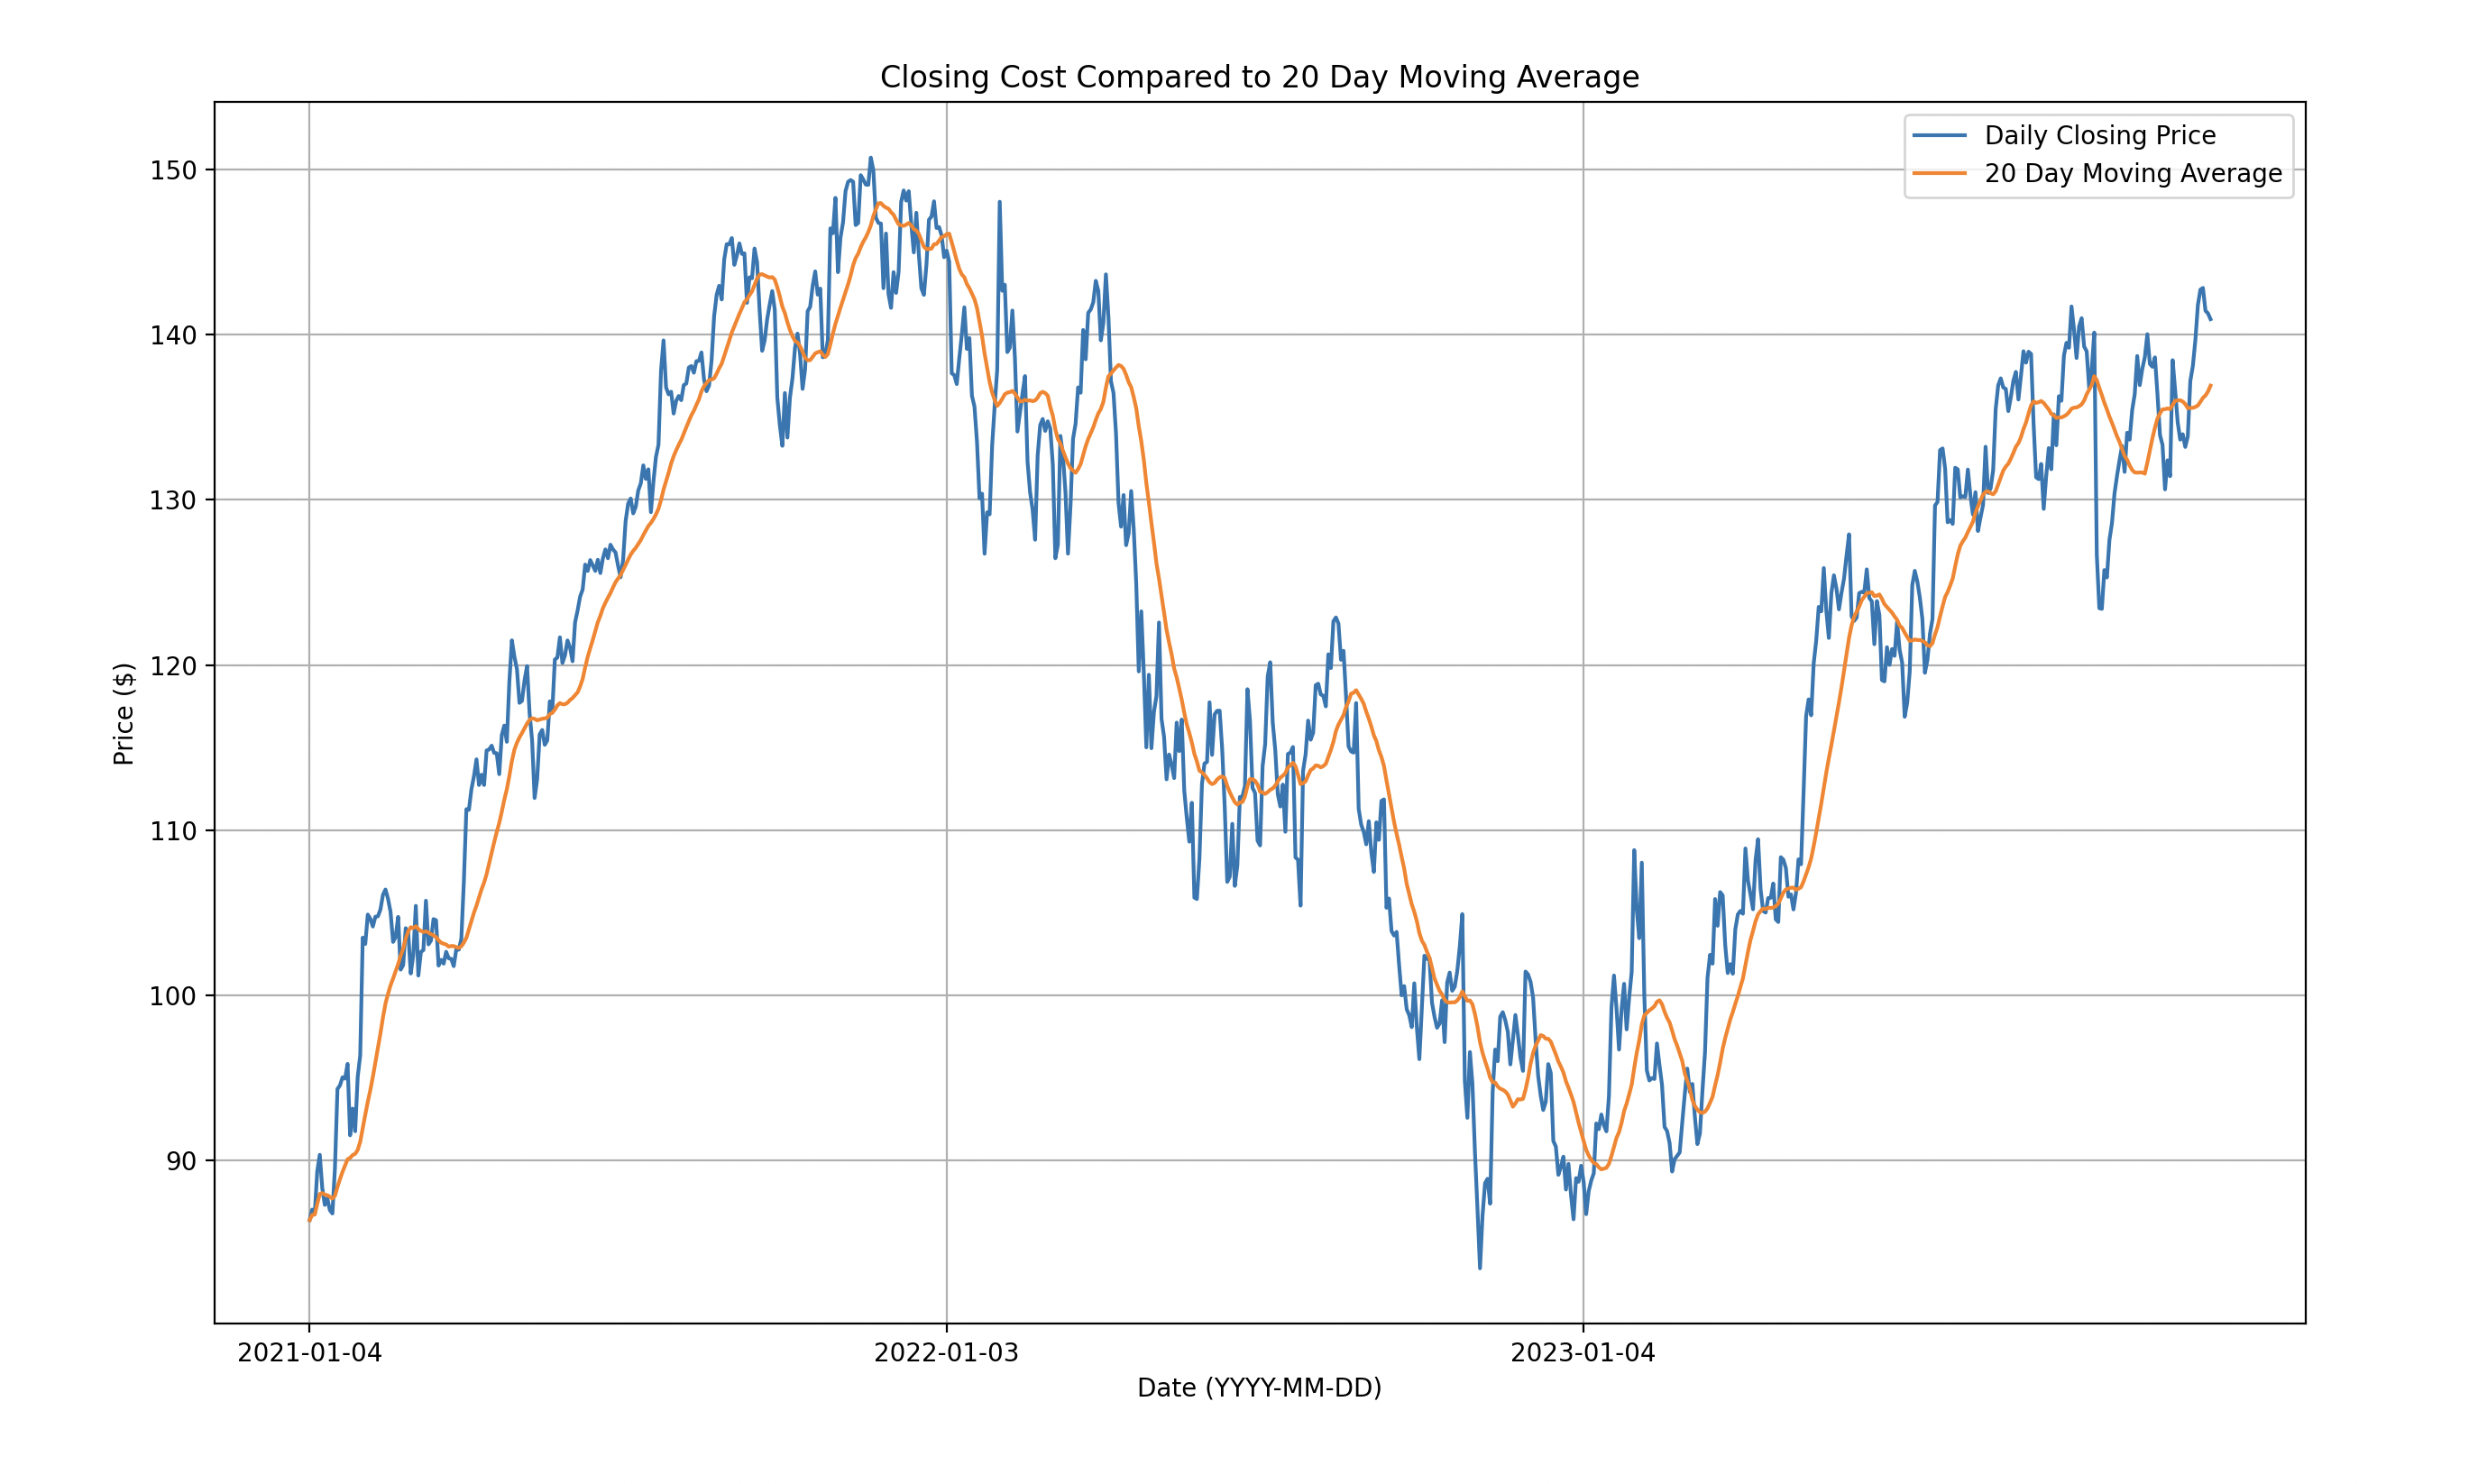 Closing Cost Compared to 20 Day Moving Average
Daily Closing Price
20 Day Moving Average
150
140
130
120
110
100
90
Price ($)
2021-01-04
2022-01-03
2023-01-04
Date (YYYY-MM-DD)